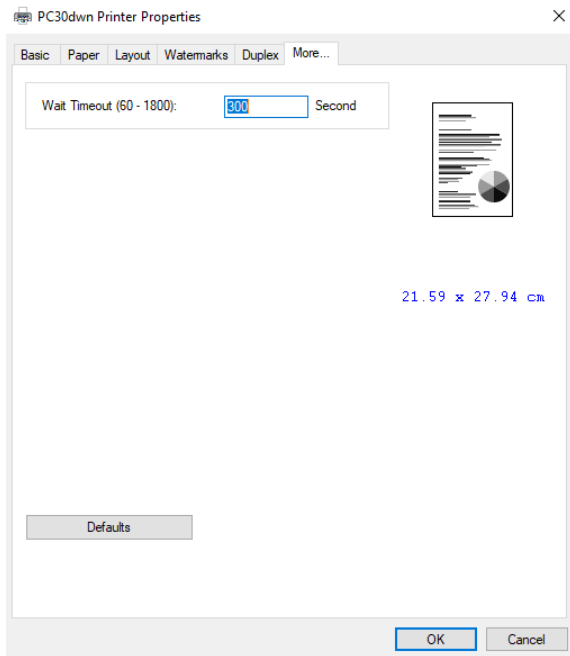 PC30dwn Printer Properties
Basic Paper Layout Watermarks Duplex More...
Wait Timeout (60 - 1800): 300 Second
21.59 x 27.94 cm
Defaults
OK Cancel